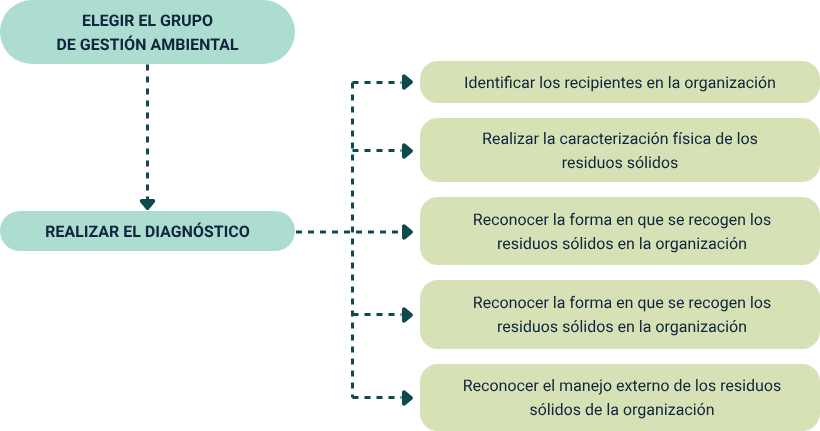 ELEGIR EL GRUPO
DE GESTIÓN AMBIENTAL
Identificar los recipientes en la organización
Realizar la caracterización física de los
residuos sólidos
REALIZAR EL DIAGNÓSTICO
Reconocer la forma en que se recogen los
residuos sólidos en la organización
Reconocer la forma en que se recogen los
residuos sólidos en la organización
Reconocer el manejo externo de los residuos
sólidos de la organización